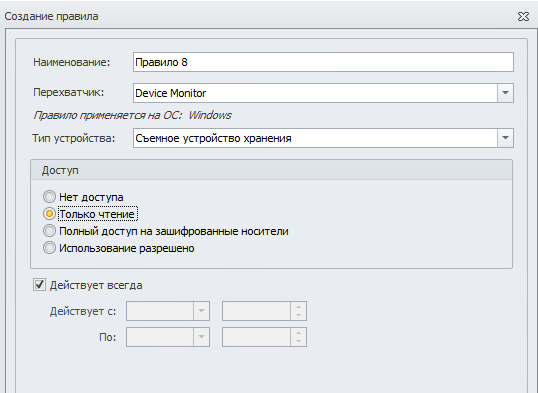 Создание правила
Наименование: Правило 8
Перехватчик: Device Monitor
Правило применяется на ОС: Windows
Тип устройства: Съемное устройство хранения
Доступ
Нет доступа
Только чтение
Полный доступ на зашифрованные носители
Использование разрешено
Действует всегда
Действует с:
По: